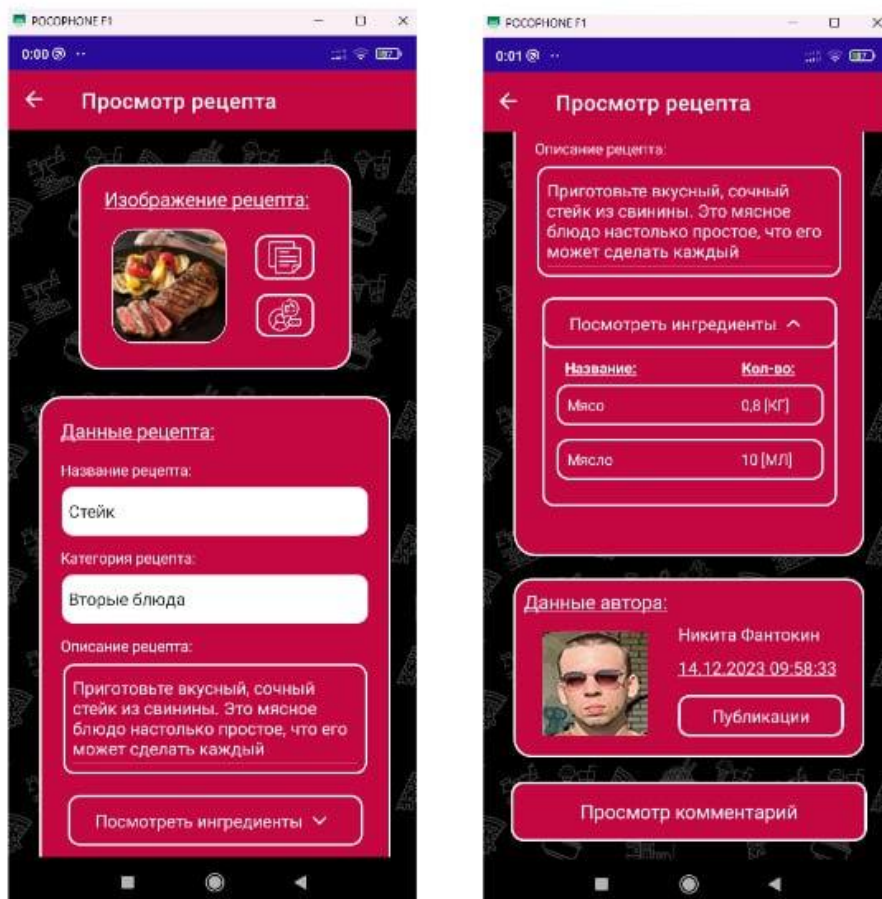 POCOPHONE F1
0:00
Просмотр рецепта
Изображение рецепта:
Данные рецепта:
Название рецепта:
Стейк
Категория рецепта:
Вторые блюда
Описание рецепта:
Приготовьте вкусный, сочный
стейк из свинины. Это мясное
блюдо настолько простое, что его
может сделать каждый
Посмотреть ингредиенты
POCOPHONE F1
0:01
Просмотр рецепта
Описание рецепта:
Приготовьте вкусный, сочный
стейк из свинины. Это мясное
блюдо настолько простое, что его
может сделать каждый
Посмотреть ингредиенты
Название: Кол-во:
Мясо 0,8 [КГ]
Мясло 10 [МЛ]
Данные автора:
Никита Фантокин
14.12.2023 09:58:33
Публикации
Просмотр комментарий